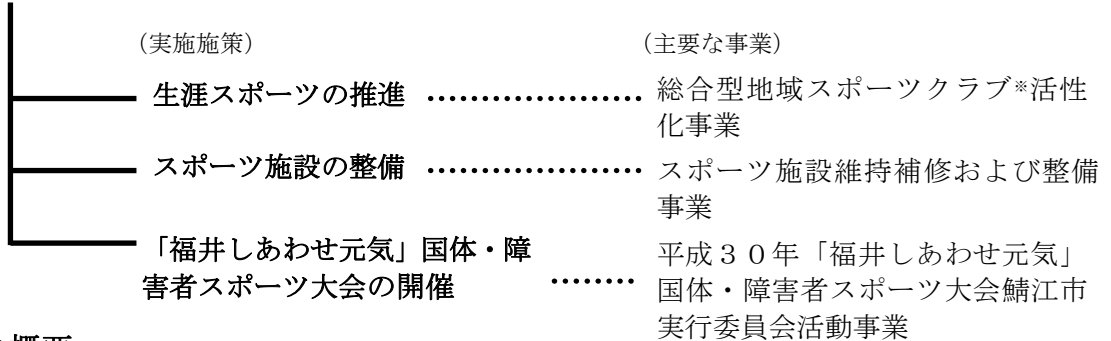 （実施施策） （主要な事業）
生涯スポーツの推進 ………………… 総合型地域スポーツクラブ※活性
化事業
スポーツ施設の整備 ………………… スポーツ施設維持補修および整備
事業
「福井しあわせ元気」国体・障
害者スポーツ大会の開催 ………
平成３０年「福井しあわせ元気」
国体・障害者スポーツ大会鯖江市
実行委員会活動事業